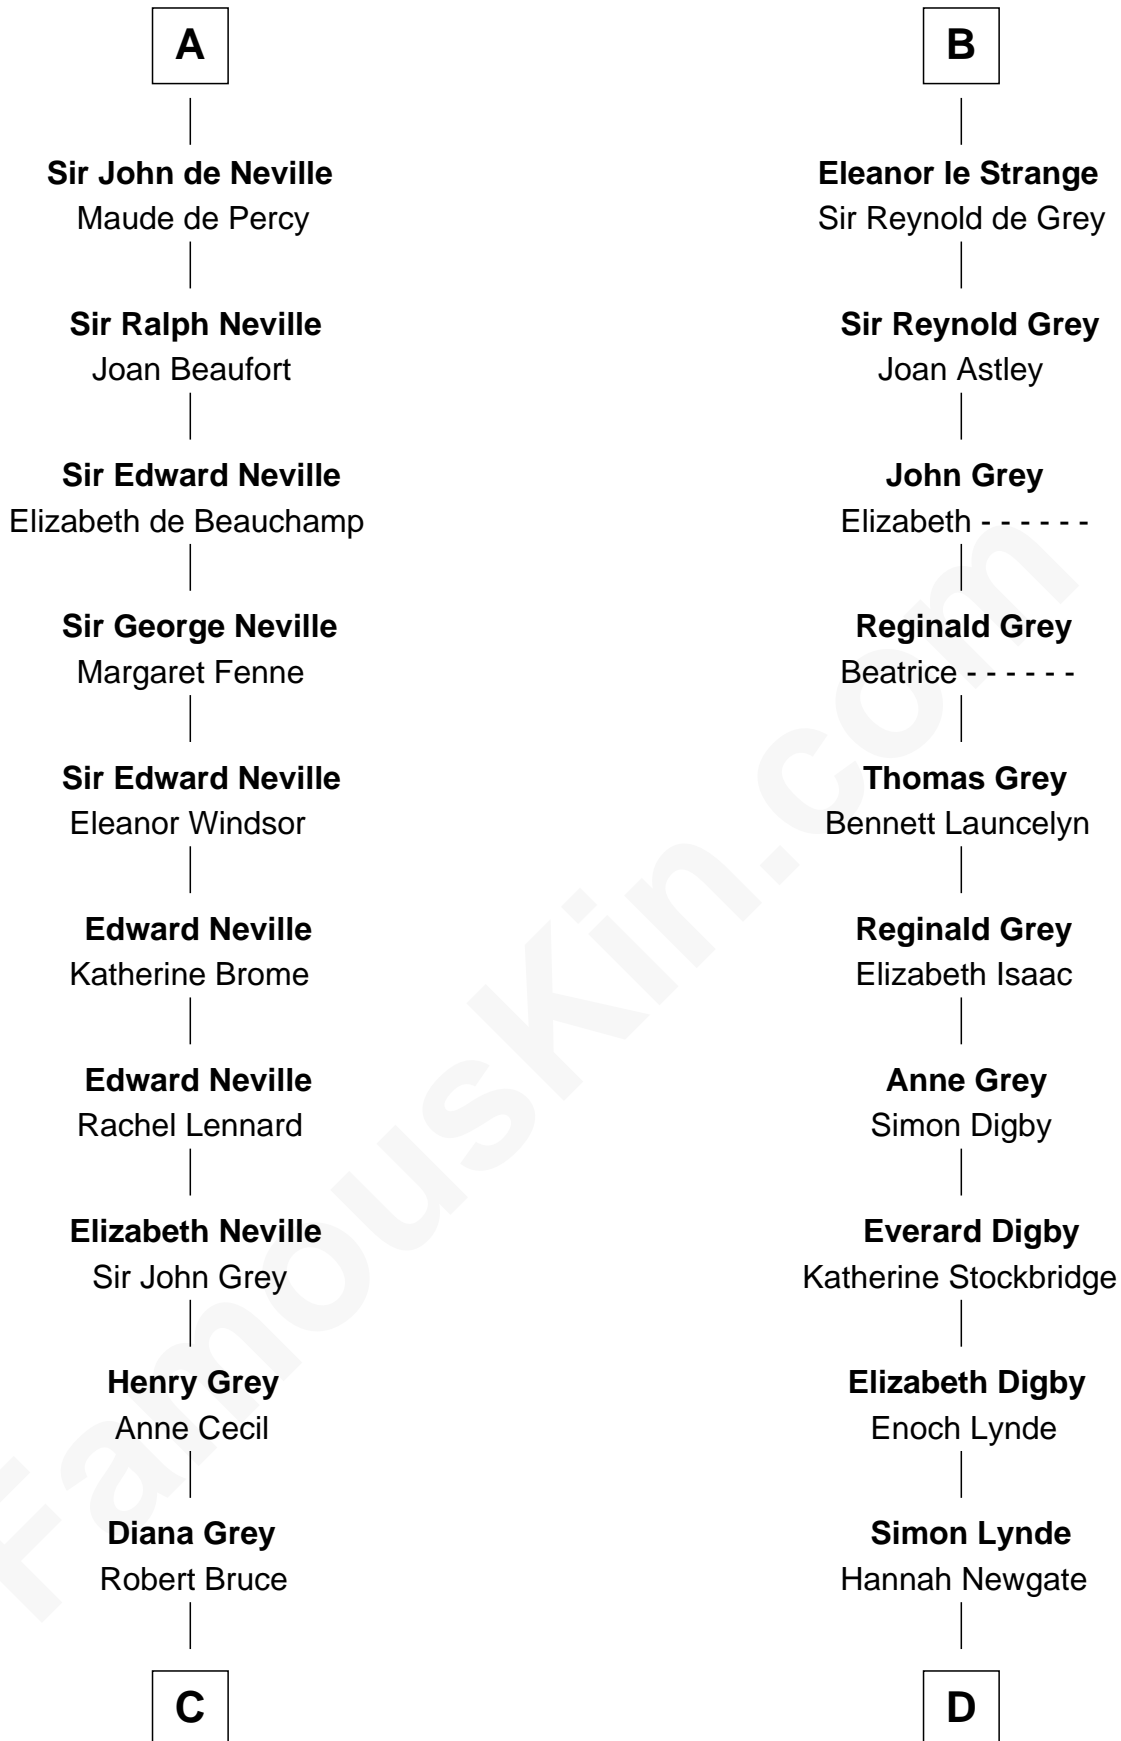 A
Sir John de Neville
Maude de Percy
Sir Ralph Neville
Joan Beaufort
Sir Edward Neville
Elizabeth de Beauchamp
Sir George Neville
Margaret Fenne
Sir Edward Neville
Eleanor Windsor
Edward Neville
Katherine Brome
Edward Neville
Rachel Lennard
Elizabeth Neville
Sir John Grey
Henry Grey
Anne Cecil
Diana Grey
Robert Bruce
C
B
Eleanor le Strange
Sir Reynold de Grey
Sir Reynold Grey
Joan Astley
John Grey
Elizabeth - - - - - -
Reginald Grey
Beatrice - - - - - -
Thomas Grey
Bennett Launcelyn
Reginald Grey
Elizabeth Isaac
Anne Grey
Simon Digby
Everard Digby
Katherine Stockbridge
Elizabeth Digby
Enoch Lynde
Simon Lynde
Hannah Newgate
D
FamousKin.com